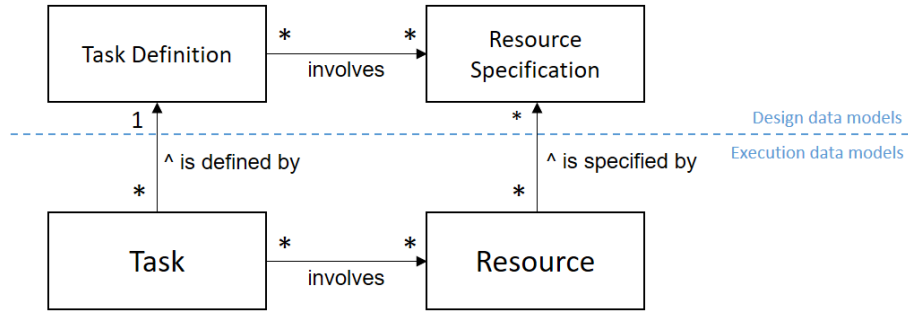 Task Definition
* *
involves
Resource
Specification
1 *
Design data models
Execution data models
^ is defined by
^ is specified by
* *
Task
* *
involves
Resource